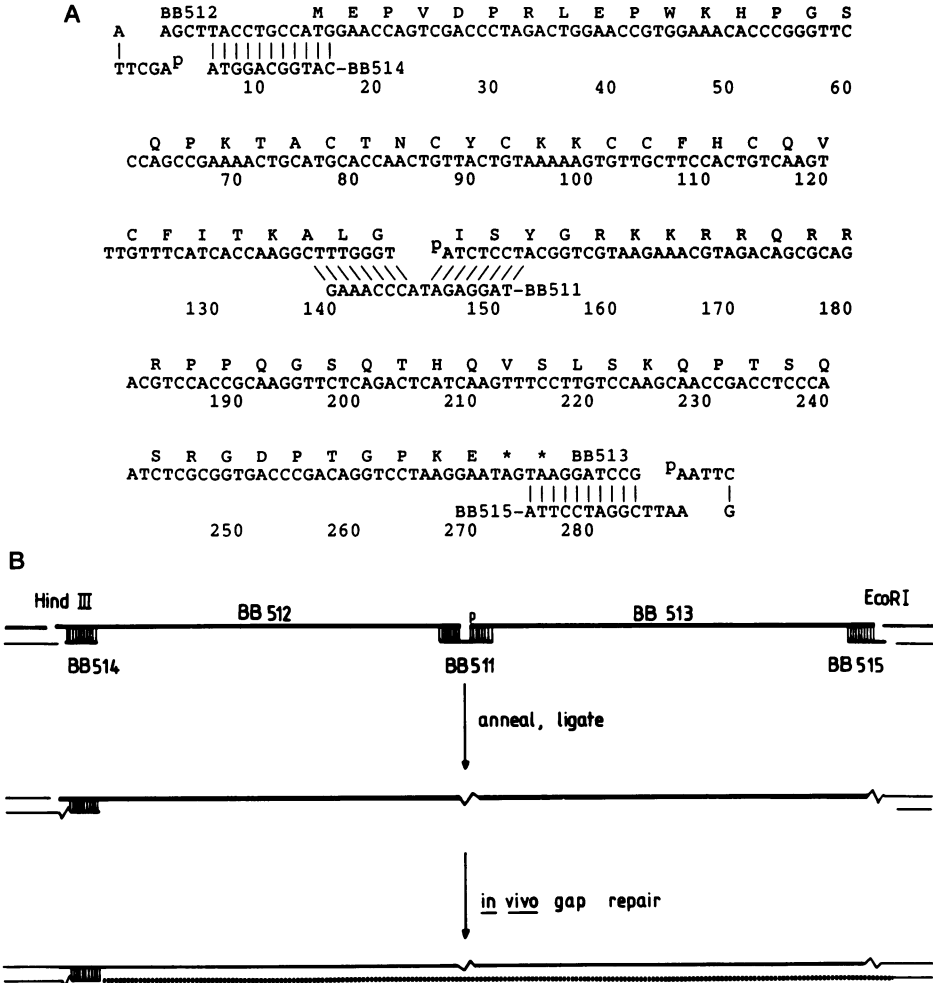 A
BB512 M E P V D P R L E P W K H P G S
A AGCTTACCTGCCATGGAACCAGTCGACCCTAGACTGGAACCGTGGAAACACCCGGGTTC
TTCGAp ATGGACGGTAC-BB514
10 20 30 40 50 60
Q P K T A C T N C Y C K K C C F H C Q V
CCAGCCGAAAACTGCATGCACCAACTGTTACTGTAAAAAGTGTTGCTTCCACTGTCAAGT
70 80 90 100 110 120
C F I T K A L G I S Y G R K K R R Q R R
TTGTTTCATCACCAAGGCTTTGGGT pATCTCCTACGGTCGTAAGAAACGTAGACAGCGCAG
GAAACCCATAGAGGAT-BB511
130 140 150 160 170 180
R P P Q G S Q T H Q V S L S K Q P T S Q
ACGTCCACCGCAAGGTTCTCAGACTCATCAAGTTTCCTTGTCCAAGCAACCGACCTCCCA
190 200 210 220 230 240
S R G D P T G P K E * * BB513
ATCTCGCGGTGACCCGACAGGTCCTAAGGAATAGTAAGGATCCG pAATTC
BB515-ATTCCTAGGCTTAA G
250 260 270 280
B
Hind III BB 512 p BB 513 EcoRI
BB514 BB511 BB 515
anneal, ligate
in vivo gap repair